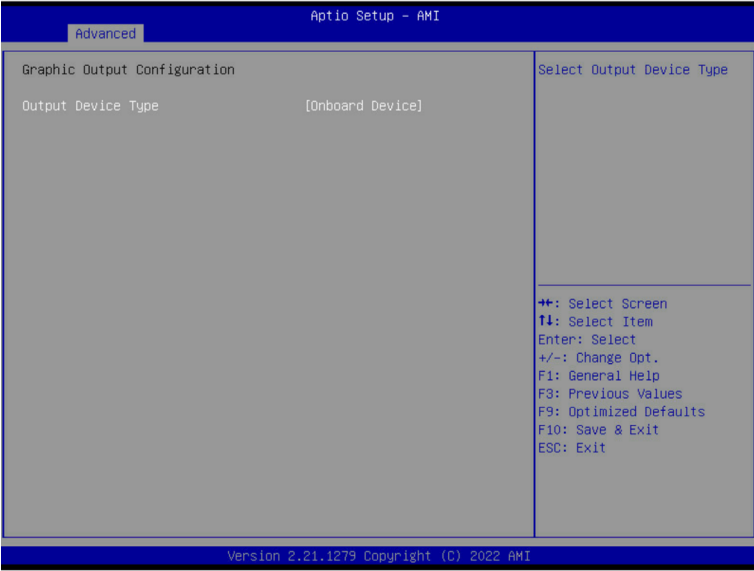 Aptio Setup – AMI
Advanced
Graphic Output Configuration
Output Device Type [Onboard Device]
Select Output Device Type
→←: Select Screen
↑↓: Select Item
Enter: Select
+/-: Change Opt.
F1: General Help
F3: Previous Values
F9: Optimized Defaults
F10: Save & Exit
ESC: Exit
Version 2.21.1279 Copyright (C) 2022 AMI